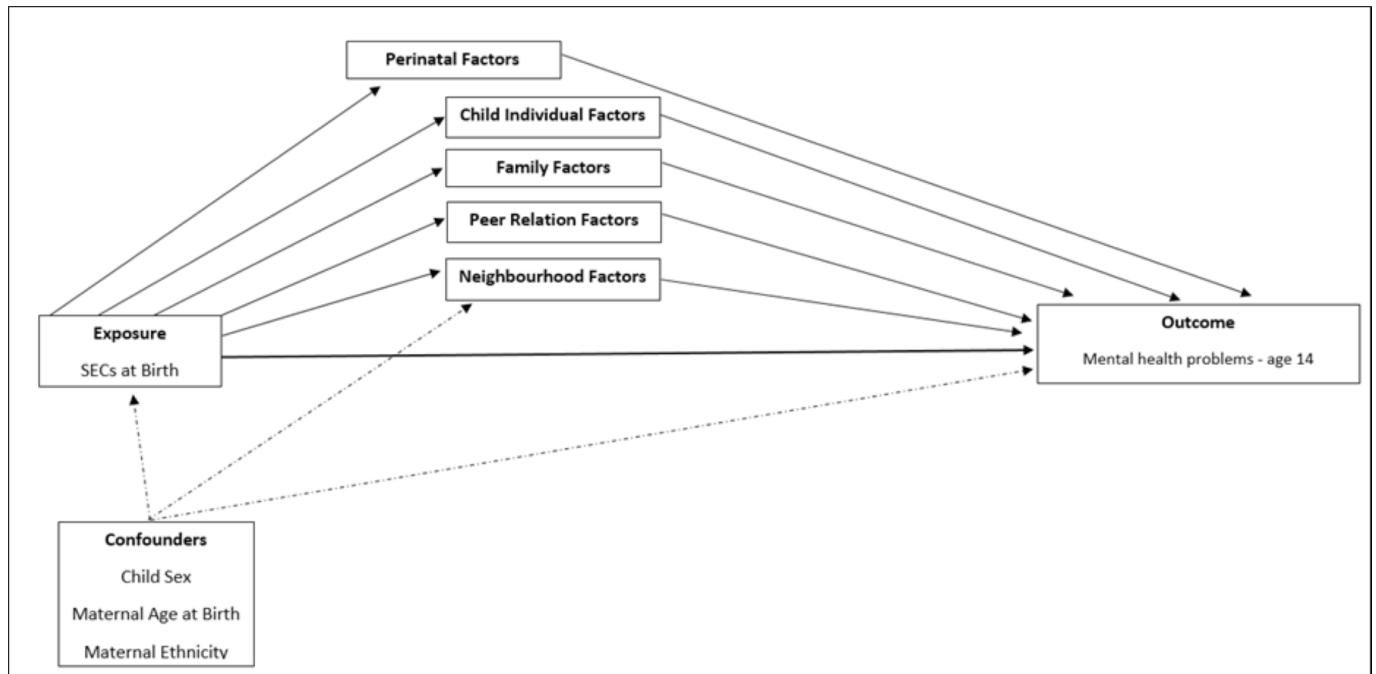 Perinatal Factors
Child Individual Factors
Family Factors
Peer Relation Factors
Neighbourhood Factors
Exposure
SECs at Birth
Outcome
Mental health problems - age 14
Confounders
Child Sex
Maternal Age at Birth
Maternal Ethnicity